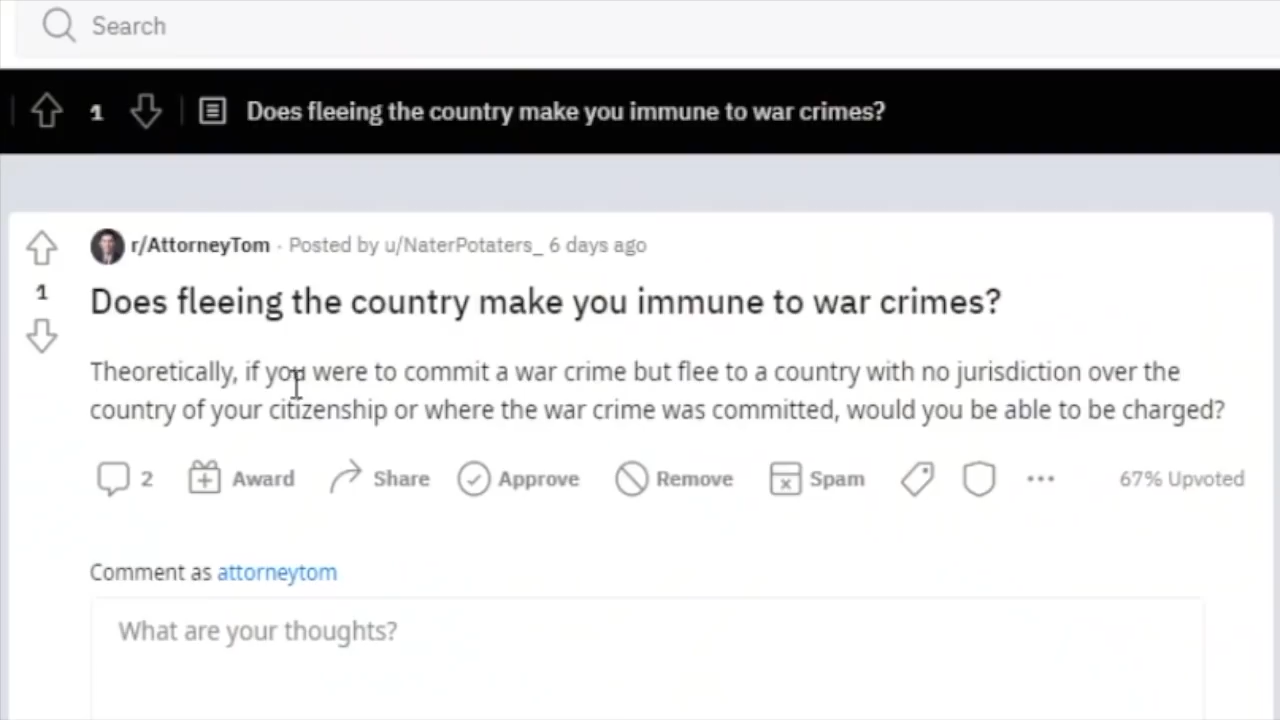 Search
1 Does fleeing the country make you immune to war crimes?
r/AttorneyTom · Posted by u/NaterPotaters_ 6 days ago
1
Does fleeing the country make you immune to war crimes?
Theoretically, if you were to commit a war crime but flee to a country with no jurisdiction over the
country of your citizenship or where the war crime was committed, would you be able to be charged?
2 Award Share Approve Remove Spam ... 67% Upvoted
Comment as attorneytom
What are your thoughts?